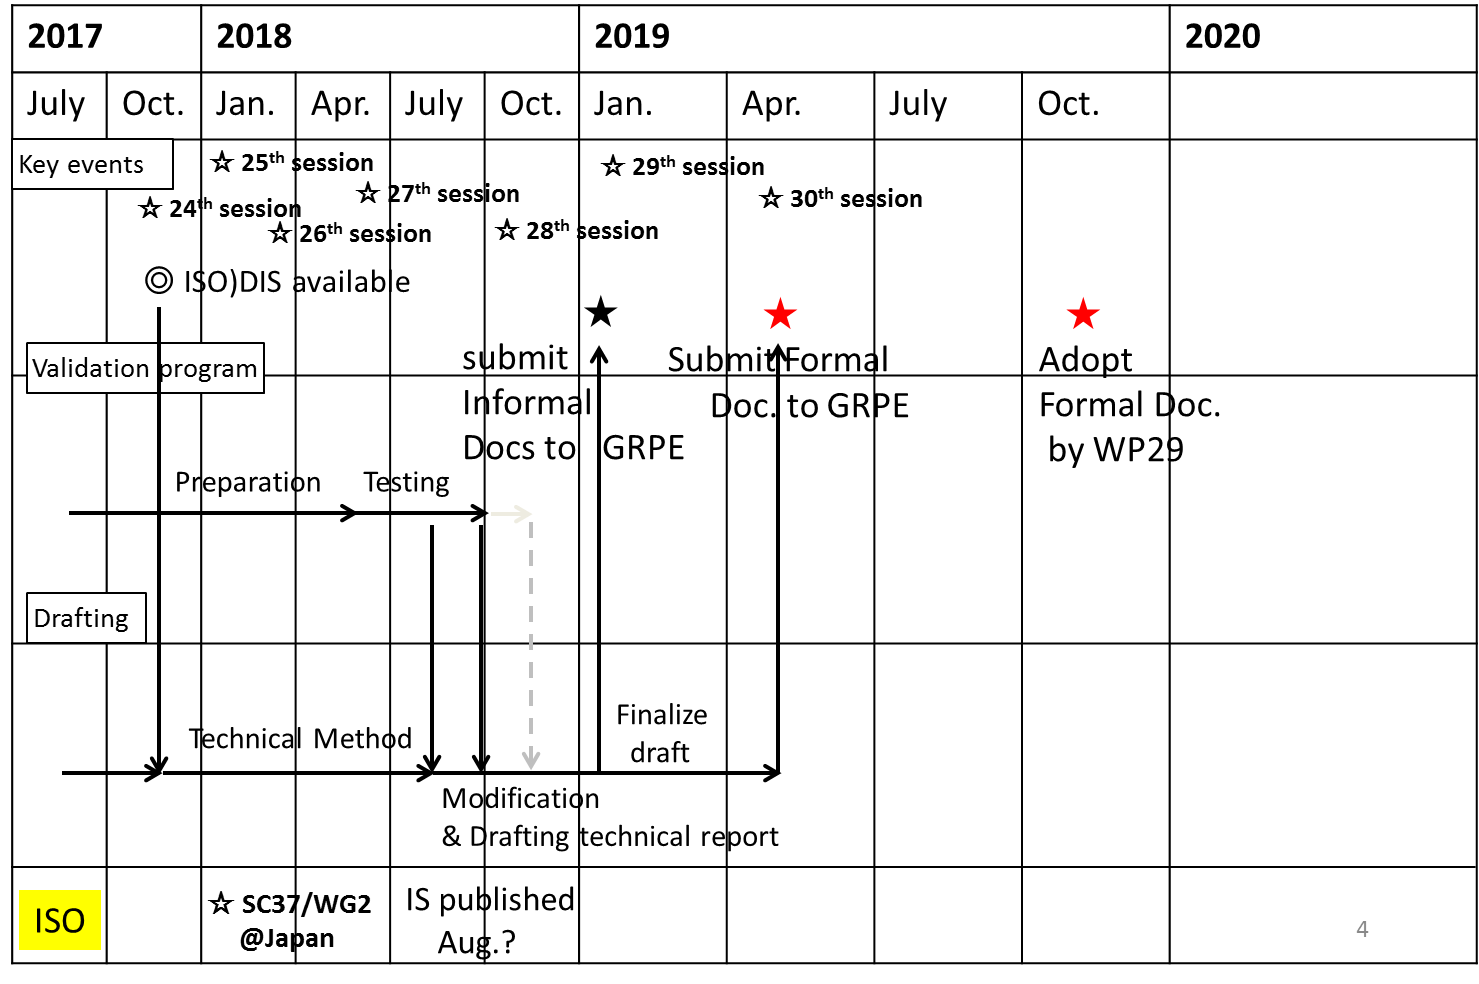 2017 2018 2019 2020
July Oct. Jan. Apr. July Oct. Jan. Apr. July Oct.
Key events
☆ 25th session
☆ 29th session
☆ 27th session
☆ 30th session
☆ 24th session
☆ 26th session
☆ 28th session
◎ ISO)DIS available
★
★
★
Validation program
submit
Informal
Docs to GRPE
Submit Formal
Doc. to GRPE
Adopt
Formal Doc.
by WP29
Preparation
Testing
Drafting
Technical Method
Finalize
draft
Modification
& Drafting technical report
ISO
☆ SC37/WG2
@Japan
IS published
Aug.?
4